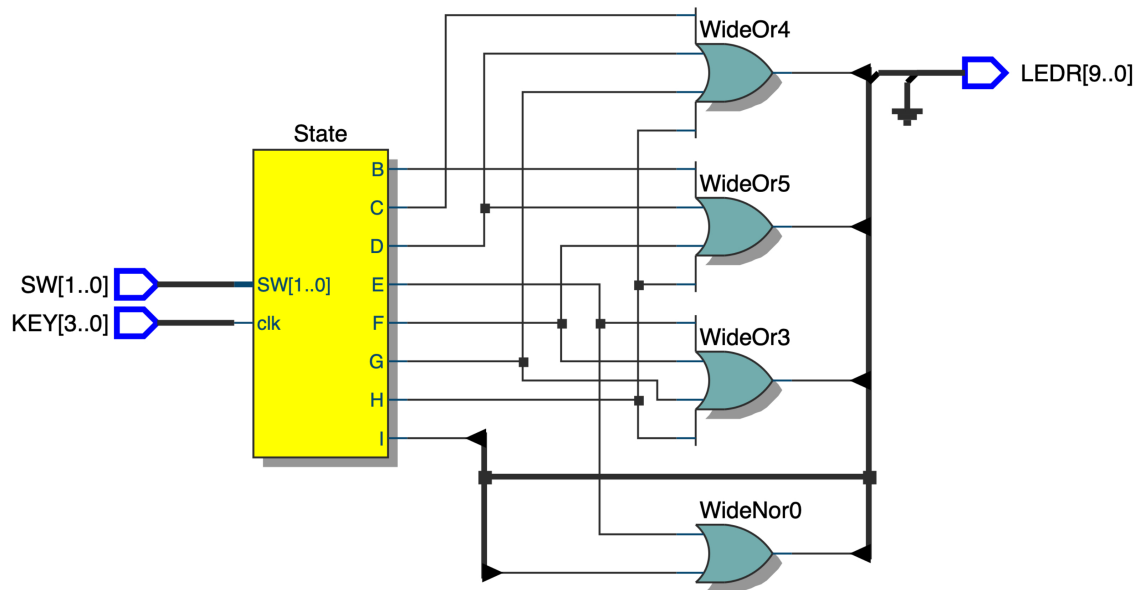 WideOr4
LEDR[9..0]
State
B
WideOr5
C
D
SW[1..0]
SW[1..0]
E
KEY[3..0]
clk
F
WideOr3
G
H
I
WideNor0